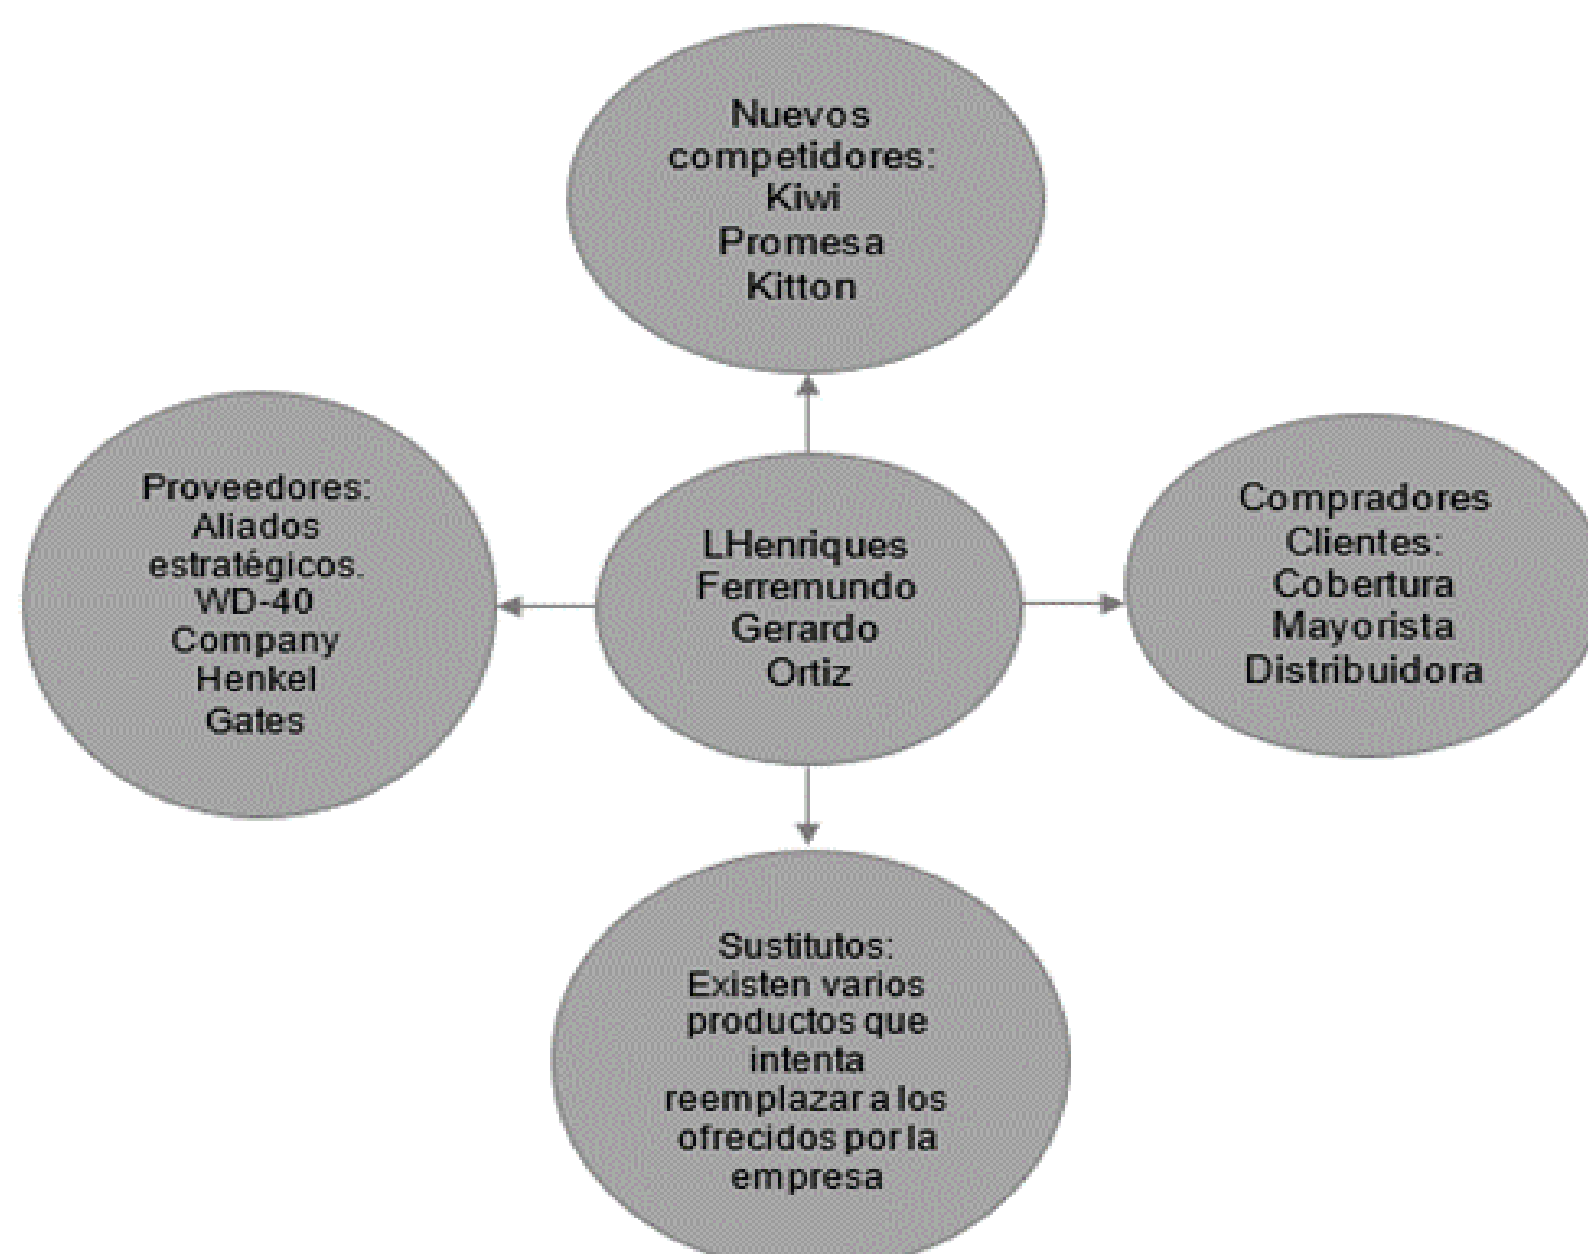 Nuevos
competidores:
Kiwi
Promesa
Kitton
Proveedores:
Aliados
estratégicos.
WD-40
Company
Henkel
Gates
LHenriques
Ferremundo
Gerardo
Ortiz
Compradores
Clientes:
Cobertura
Mayorista
Distribuidora
Sustitutos:
Existen varios
productos que
intenta
reemplazar a los
ofrecidos por la
empresa